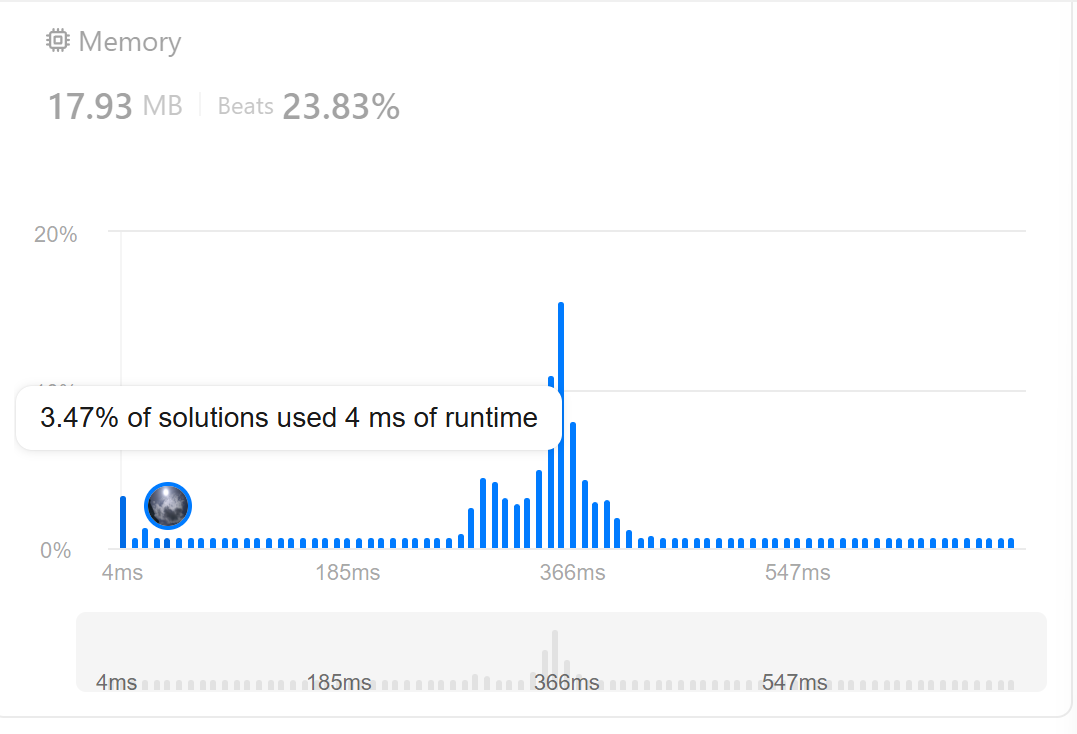 Memory
17.93 MB Beats 23.83%
20%
3.47% of solutions used 4 ms of runtime
0%
4ms 185ms 366ms 547ms
4ms 185ms 366ms 547ms